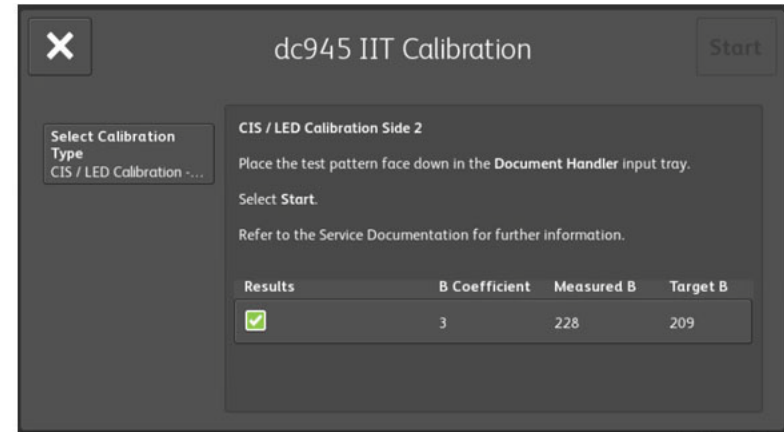 dc945 IIT Calibration
Start
Select Calibration
Type
CIS / LED Calibration -...
CIS / LED Calibration Side 2
Place the test pattern face down in the Document Handler input tray.
Select Start.
Refer to the Service Documentation for further information.
Results B Coefficient Measured B Target B
3 228 209